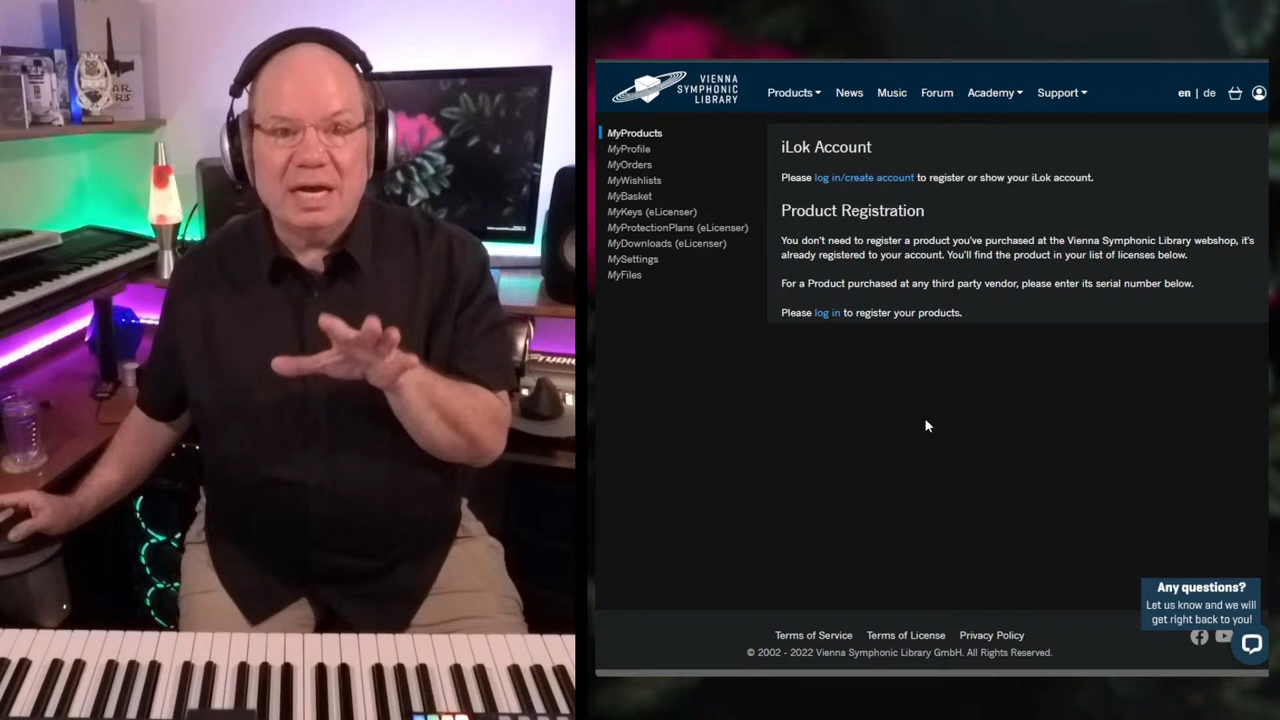 WARS
STUDIO
VIENNA
SYMPHONIC
LIBRARY
Products
News
Music
Forum
Academy
Support
en | de
MyProducts
MyProfile
MyOrders
MyWishlists
MyBasket
MyKeys (eLicenser)
MyProtectionPlans (eLicenser)
MyDownloads (eLicenser)
MySettings
MyFiles
iLok Account
Please log in/create account to register or show your iLok account.
Product Registration
You don't need to register a product you've purchased at the Vienna Symphonic Library webshop, it's
already registered to your account. You'll find the product in your list of licenses below.
For a Product purchased at any third party vendor, please enter its serial number below.
Please log in to register your products.
Any questions?
Let us know and we will
get right back to you!
Terms of Service
Terms of License
Privacy Policy
© 2002 - 2022 Vienna Symphonic Library GmbH. All Rights Reserved.